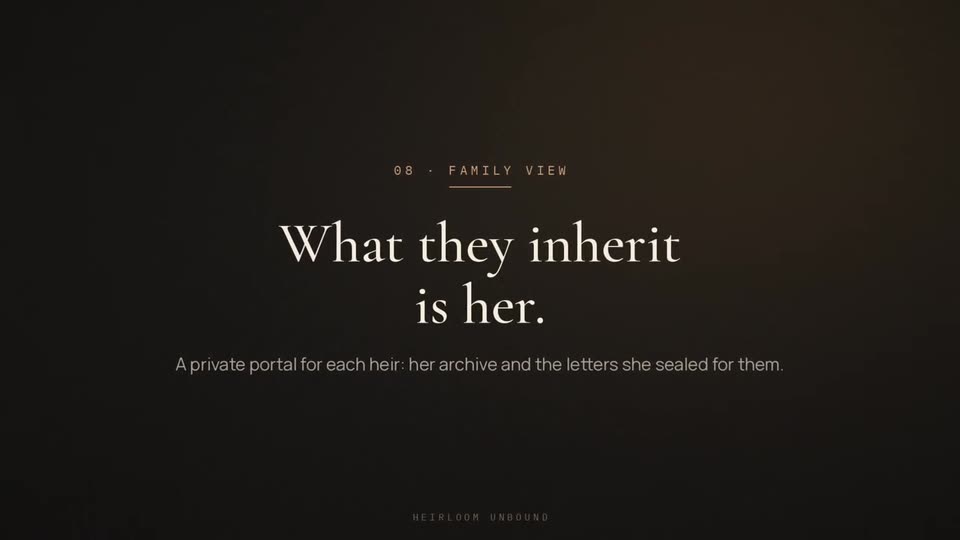 08 · FAMILY VIEW
What they inherit
is her.
A private portal for each heir: her archive and the letters she sealed for them.
HEIRLOOM UNBOUND